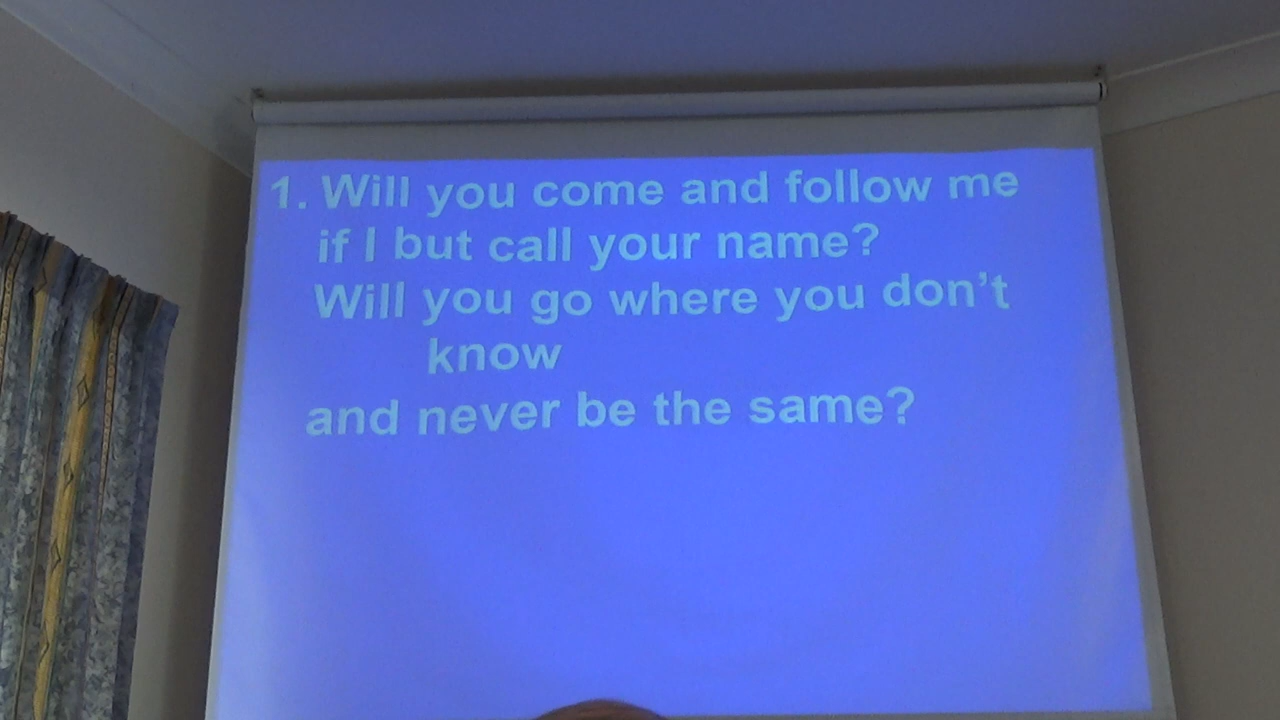 1. Will you come and follow me
if I but call your name?
Will you go where you don't
know
and never be the same?